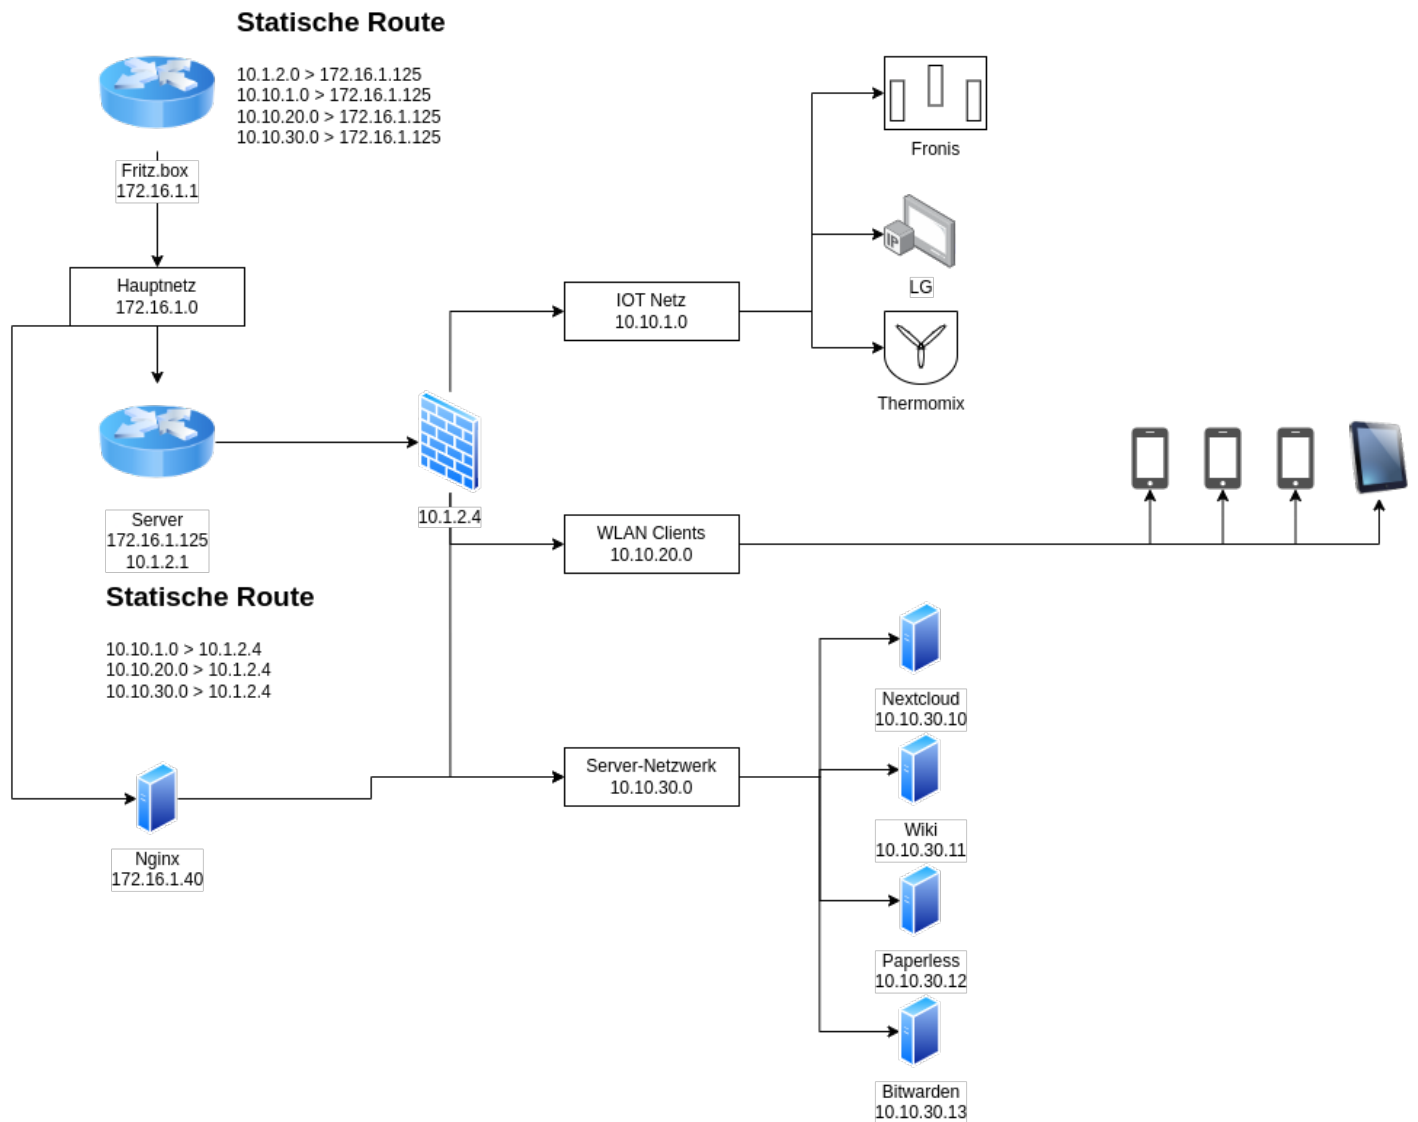 Statische Route
10.1.2.0 > 172.16.1.125
10.10.1.0 > 172.16.1.125
10.10.20.0 > 172.16.1.125
10.10.30.0 > 172.16.1.125
Fritz.box
172.16.1.1
Hauptnetz
172.16.1.0
Server
172.16.1.125
10.1.2.1
Statische Route
10.10.1.0 > 10.1.2.4
10.10.20.0 > 10.1.2.4
10.10.30.0 > 10.1.2.4
Nginx
172.16.1.40
10.1.2.4
IOT Netz
10.10.1.0
Fronis
IP
LG
Thermomix
WLAN Clients
10.10.20.0
Server-Netzwerk
10.10.30.0
Nextcloud
10.10.30.10
Wiki
10.10.30.11
Paperless
10.10.30.12
Bitwarden
10.10.30.13